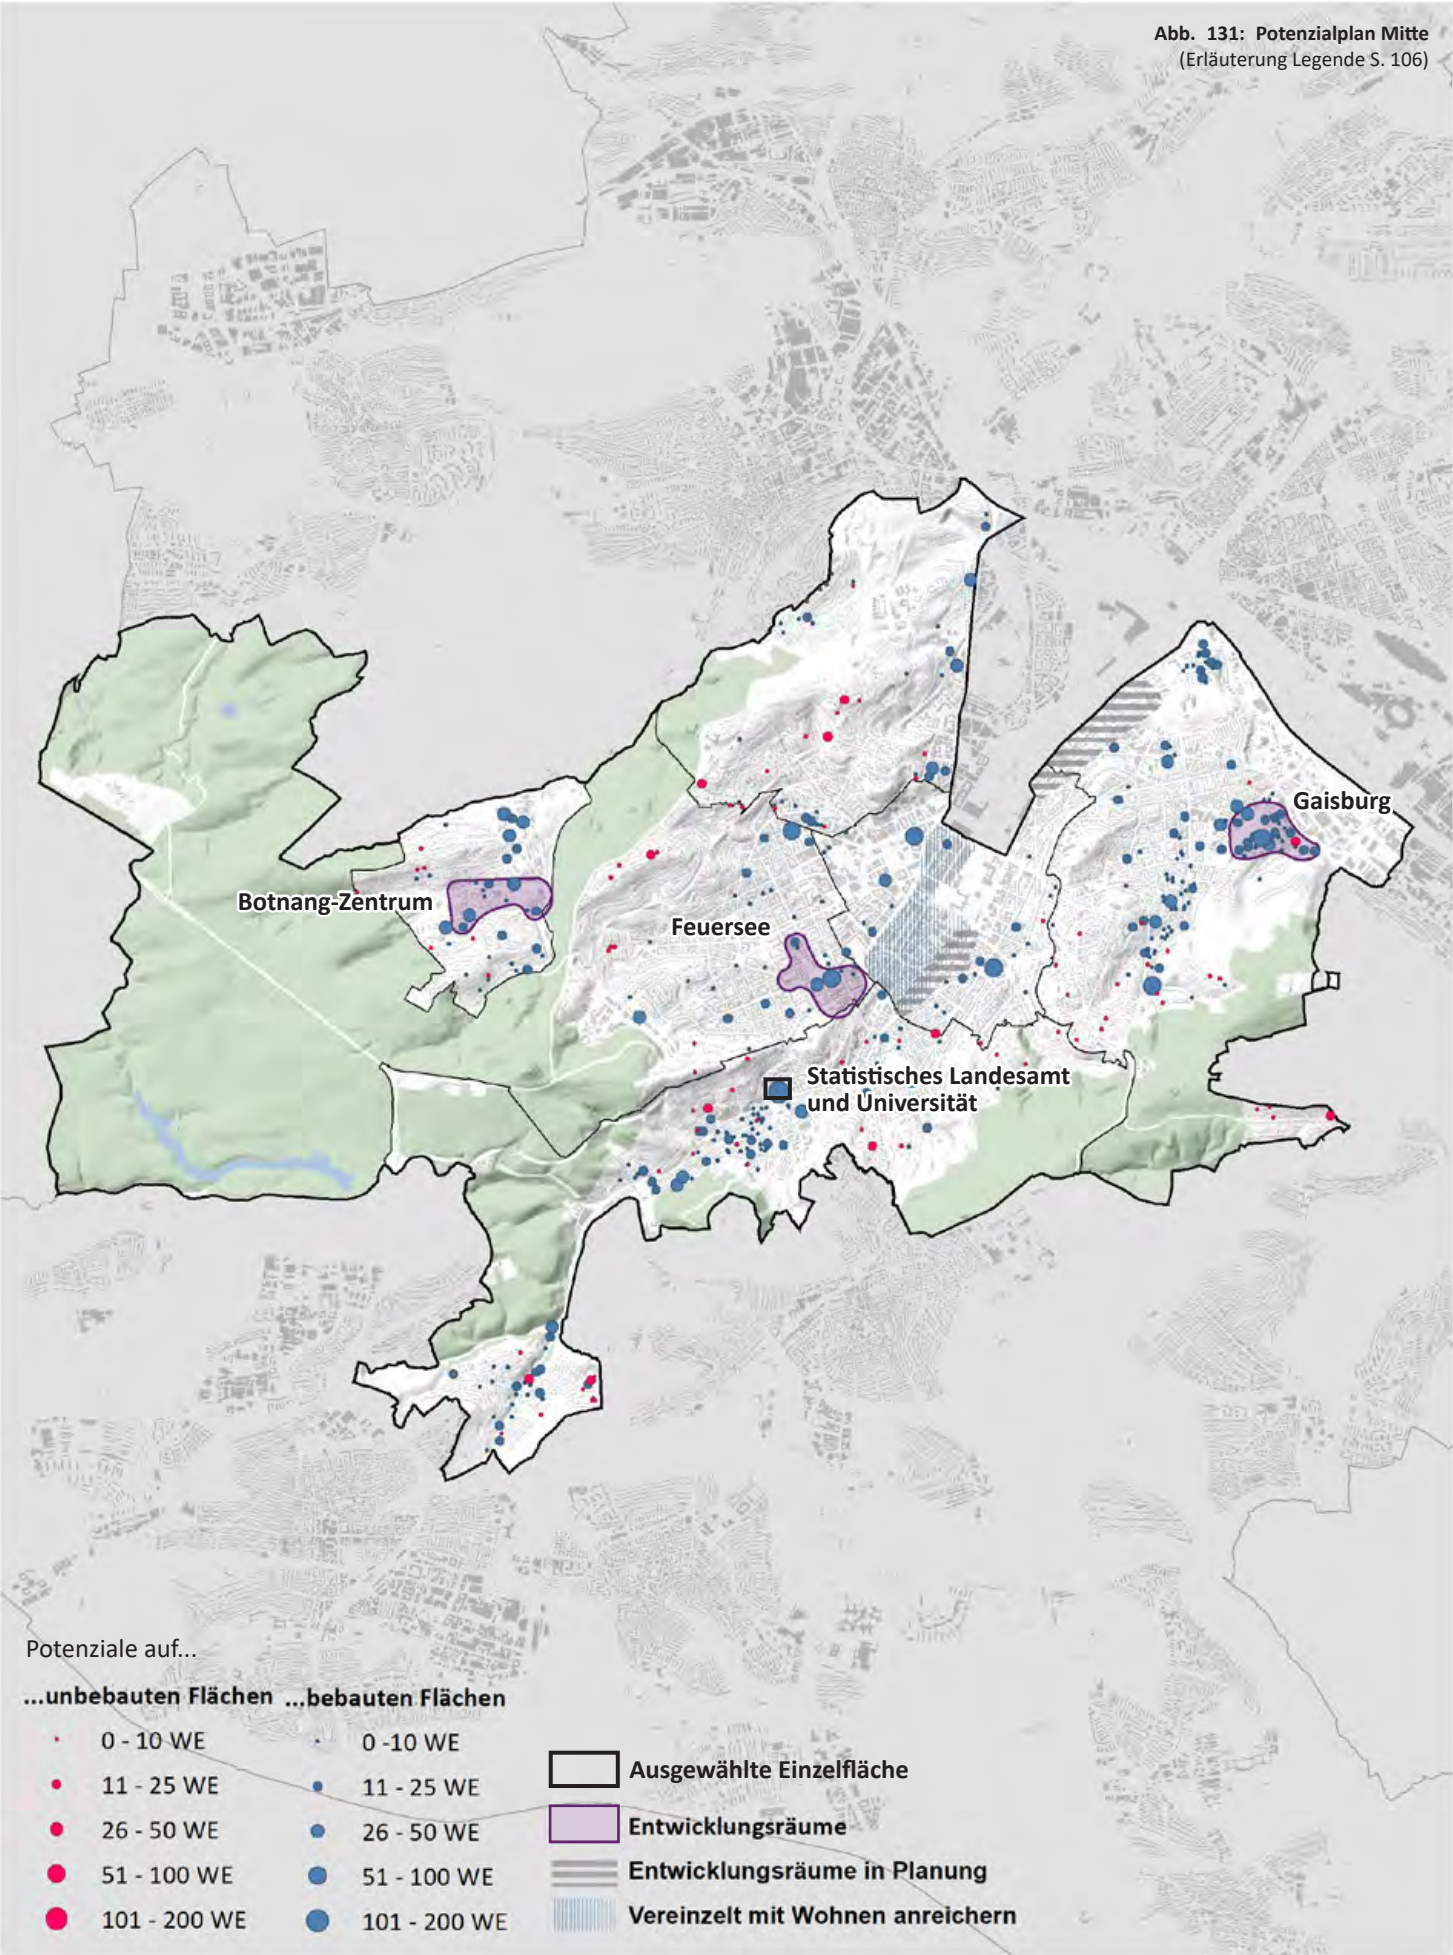 Abb. 131: Potenzialplan Mitte
(Erläuterung Legende S. 106)
Gaisburg
Botnang-Zentrum
Feuersee
Statistisches Landesamt
und Universität
Potenziale auf...
...unbebauten Flächen
0 - 10 WE
11 - 25 WE
26 - 50 WE
51 - 100 WE
101 - 200 WE
...bebauten Flächen
0 -10 WE
11 - 25 WE
26 - 50 WE
51 - 100 WE
101 - 200 WE
Ausgewählte Einzelfläche
Entwicklungsräume
Entwicklungsräume in Planung
Vereinzelt mit Wohnen anreichern